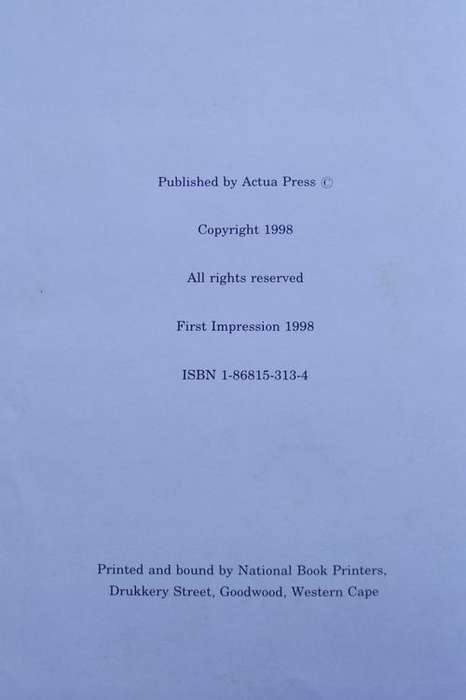 Published by Actua Press ©
Copyright 1998
All rights reserved
First Impression 1998
ISBN 1-86815-313-4
Printed and bound by National Book Printers,
Drukkery Street, Goodwood, Western Cape